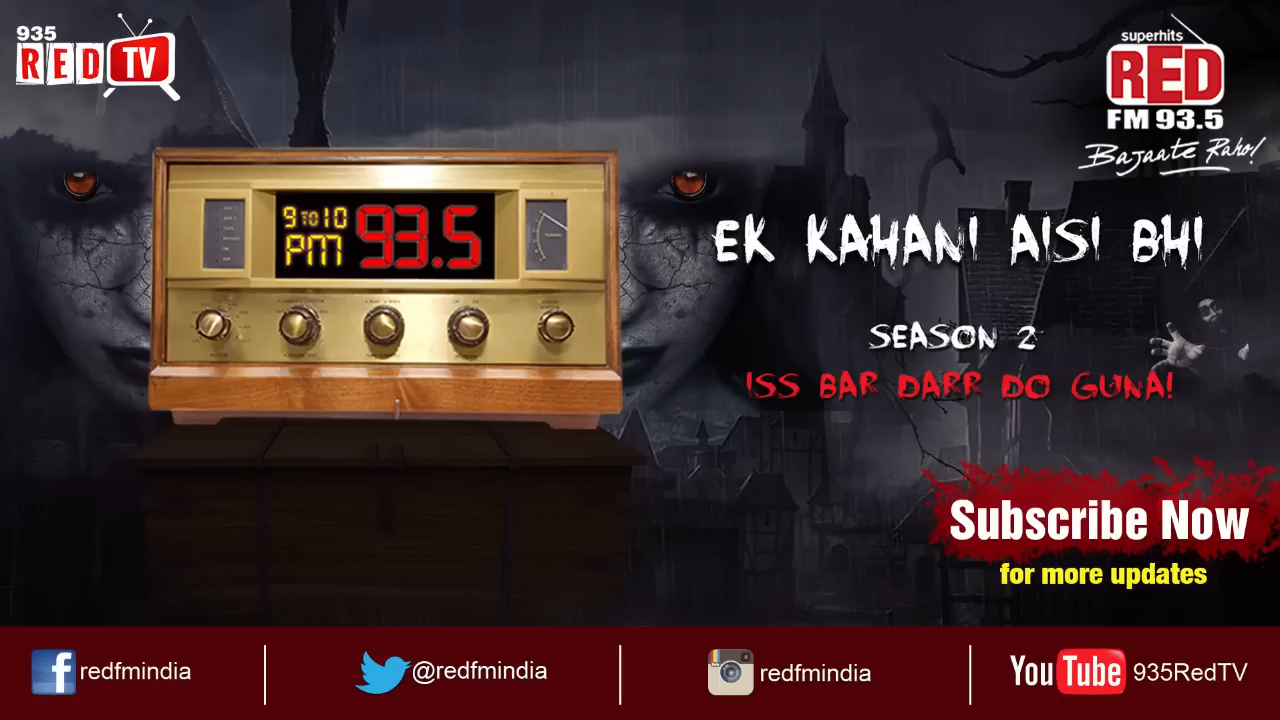 935
RED TV
superhits
RED
FM 93.5
Bajaate Raho!
9 TO 10
PM
93.5
EK KAHANI AISI BHI
SEASON 2
ISS BAR DARR DO GUNA!
Subscribe Now
for more updates
redfmindia
@redfmindia
redfmindia
YouTube 935RedTV